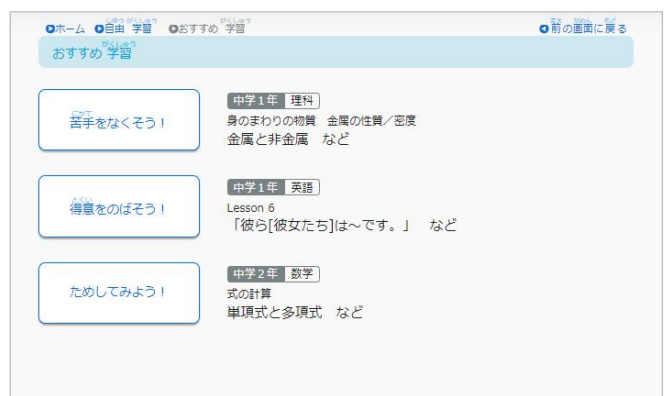 ホーム 自由学習 おすすめ学習 前の画面に戻る
おすすめ学習
苦手をなくそう！
中学1年 理科
身のまわりの物質 金属の性質／密度
金属と非金属 など
得意をのばそう！
中学1年 英語
Lesson 6
「彼ら[彼女たち]は～です。」 など
ためしてみよう！
中学2年 数学
式の計算
単項式と多項式 など